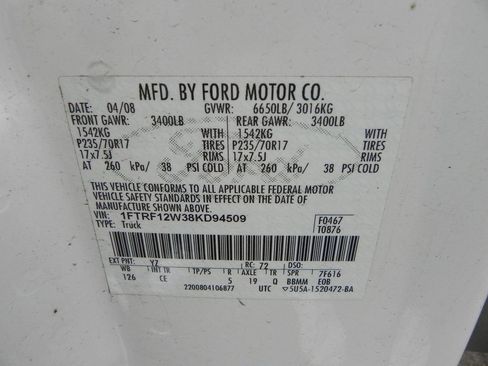 MFD. BY FORD MOTOR CO.
DATE: 04/08 GVWR: 6650LB/ 3016KG
FRONT GAWR: 3400LB REAR GAWR: 3400LB
1542KG WITH 1542KG WITH
P235/70R17 TIRES P235/70R17 TIRES
17x7.5J RIMS 17x7.5J RIMS
AT 260 kPa/ 38 PSI COLD AT 260 kPa/ 38 PSI COLD
THIS VEHICLE CONFORMS TO ALL APPLICABLE FEDERAL MOTOR
VEHICLE SAFETY STANDARDS IN EFFECT ON THE DATE OF
MANUFACTURE SHOWN ABOVE.
VIN: 1FTRF12W38KD94509 F0467
TYPE: Truck T0876
EXT PNT: YZ RC: 72 DSO:
WB INT TR TP/PS R AXLE TR SPR 7F616
126 CE 5 19 Q BBMM E0B
2200804106877 UTC ▽5U5A-1520472-BA